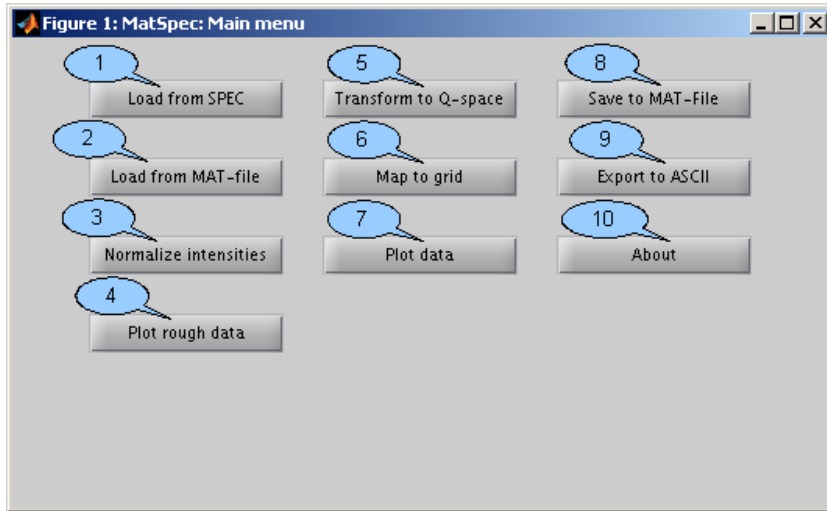 Figure 1: MatSpec: Main menu
1 5 8
Load from SPEC Transform to Q-space Save to MAT-File
2 6 9
Load from MAT-file Map to grid Export to ASCII
3 7 10
Normalize intensities Plot data About
4
Plot rough data